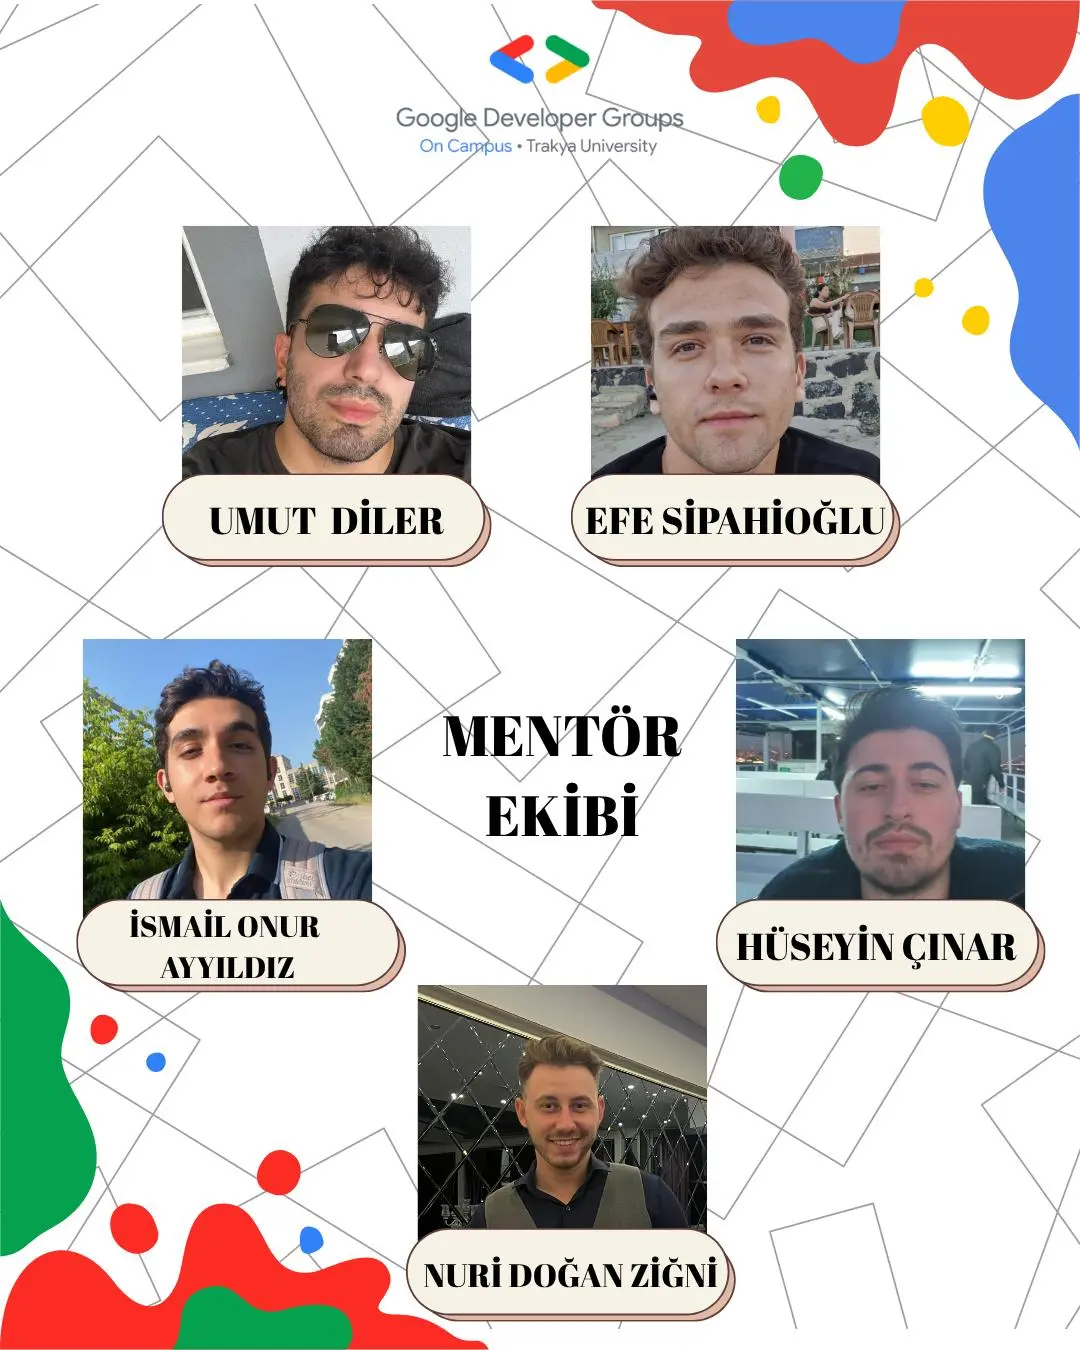 Google Developer Groups
On Campus • Trakya University
UMUT DİLER
EFE SİPAHİOĞLU
MENTÖR
EKİBİ
İSMAİL ONUR
AYYILDIZ
HÜSEYİN ÇINAR
NURİ DOĞAN ZİĞNİ